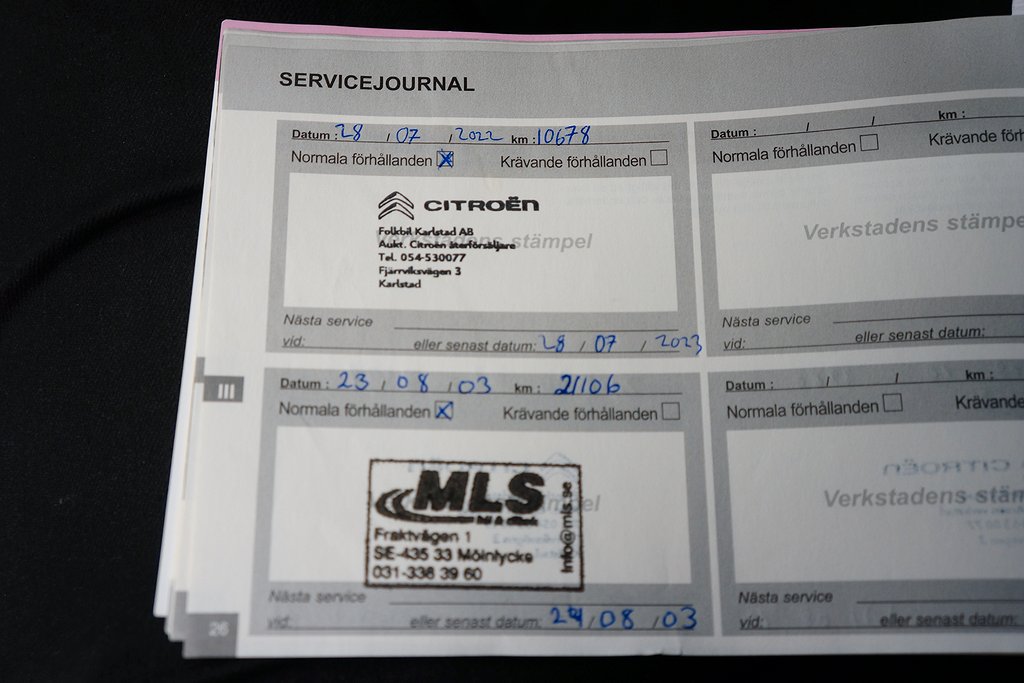 SERVICEJOURNAL
Datum : 28 / 07 / 2022 km : 10678
Normala förhållanden Krävande förhållanden
CITROËN
Folkbil Karlstad AB
Aukt. Citroën återförsäljare
Verkstadens stämpel
Tel. 054-530077
Fjärrviksvägen 3
Karlstad
Nästa service
vid: eller senast datum: 28 / 07 / 2023
Datum : / / km :
Normala förhållanden Krävande för
Verkstadens stämpe
Nästa service
vid: eller senast datum:
III
Datum : 23 / 08 / 03 km : 21106
Normala förhållanden Krävande förhållanden
MLS
bil & däck
Fraktvägen 1
SE-435 33 Mölnlycke
031-338 39 60
info@mls.se
Nästa service
vid: eller senast datum: 24 / 08 / 03
Datum : / / km :
Normala förhållanden Krävande
Verkstadens stäm
Nästa service
vid: eller senast datum:
26